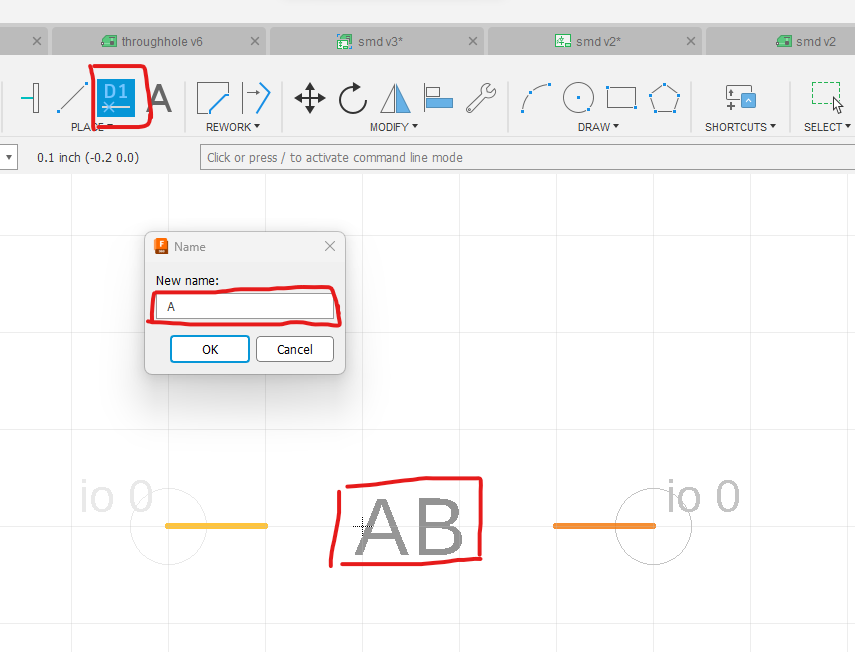 throughhole v6 smd v3* smd v2* smd v2
D1 A
PLACE REWORK MODIFY DRAW SHORTCUTS SELECT
0.1 inch (-0.2 0.0) Click or press / to activate command line mode
F Name
New name:
A
OK Cancel
io 0 AB io 0